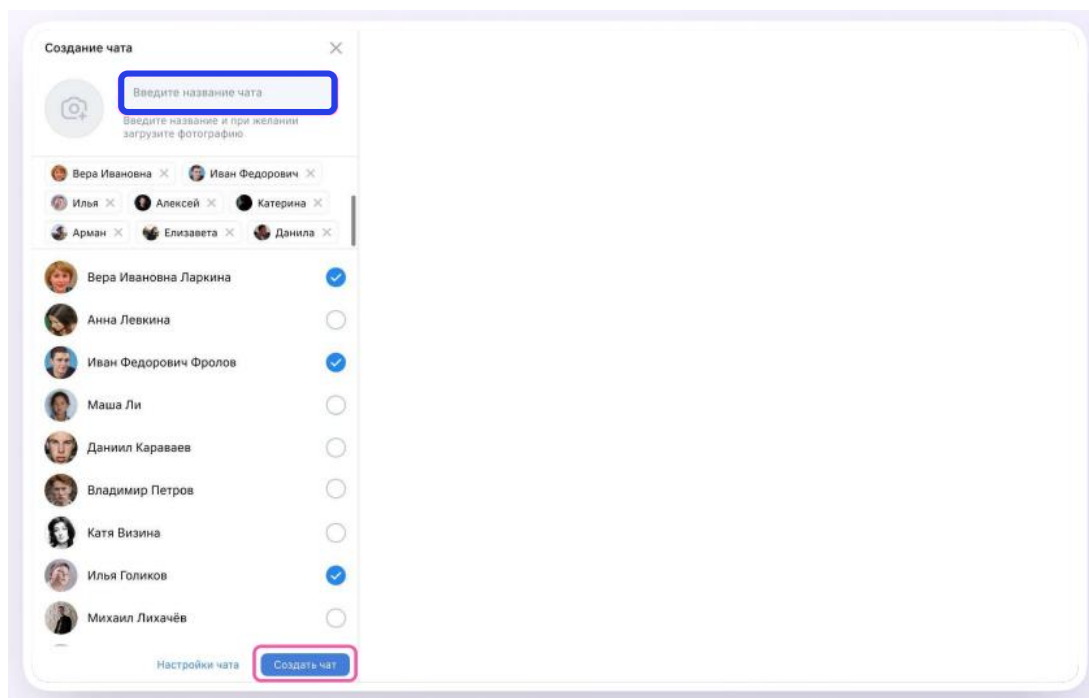 Создание чата
Введите название чата
Введите название и при желании
загрузите фотографию
Вера Ивановна Иван Федорович
Илья Алексей Катерина
Арман Елизавета Данила
Вера Ивановна Ларкина
Анна Левкина
Иван Федорович Фролов
Маша Ли
Даниил Караваев
Владимир Петров
Катя Визина
Илья Голиков
Михаил Лихачёв
Настройки чата Создать чат